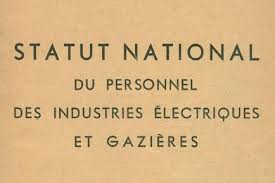 STATUT NATIONAL
DU PERSONNEL
DES INDUSTRIES ÉLECTRIQUES
ET GAZIÈRES